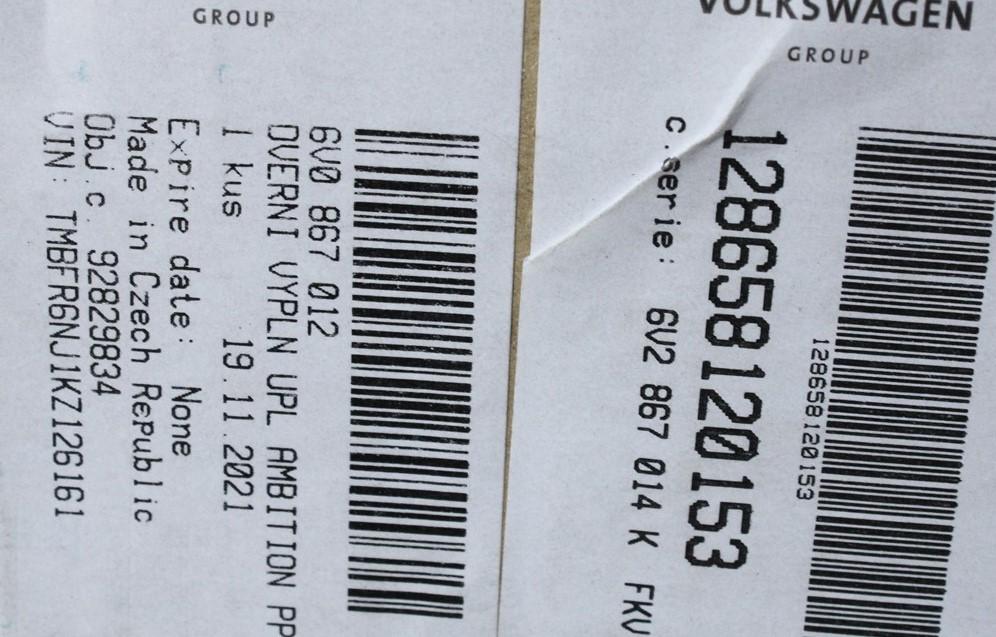 GROUP
6V0 867 012
DVERNI VYPLN UPL AMBITION PP
1 kus 19.11.2021
Expire date: None
Made in Czech Republic
Obj.c. 92829834
VIN: TMBFR6NJ1KZ126161
VOLKSWAGEN
GROUP
128658120153
128658120153
c.serie: 6V2 867 014 K FKV